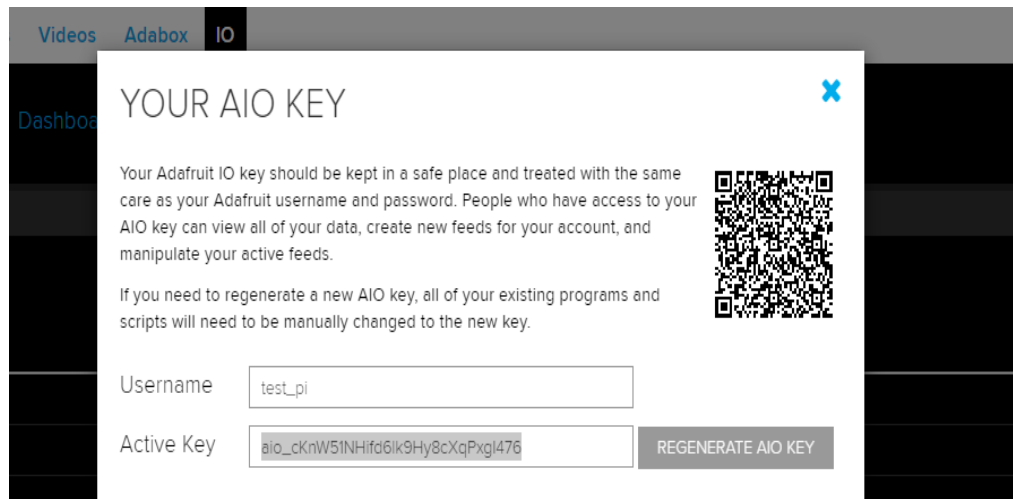 Videos Adabox IO
YOUR AIO KEY
Your Adafruit IO key should be kept in a safe place and treated with the same
care as your Adafruit username and password. People who have access to your
AIO key can view all of your data, create new feeds for your account, and
manipulate your active feeds.
If you need to regenerate a new AIO key, all of your existing programs and
scripts will need to be manually changed to the new key.
Username test_pi
Active Key REGENERATE AIO KEY